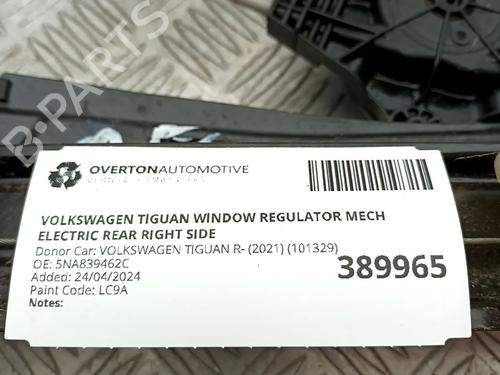 B-PARTS
OVERTONAUTOMOTIVE
VOLKSWAGEN TIGUAN WINDOW REGULATOR MECH
ELECTRIC REAR RIGHT SIDE
Donor Car: VOLKSWAGEN TIGUAN R- (2021) (101329)
OE: 5NA839462C
389965
Added: 24/04/2024
Paint Code: LC9A
Notes: